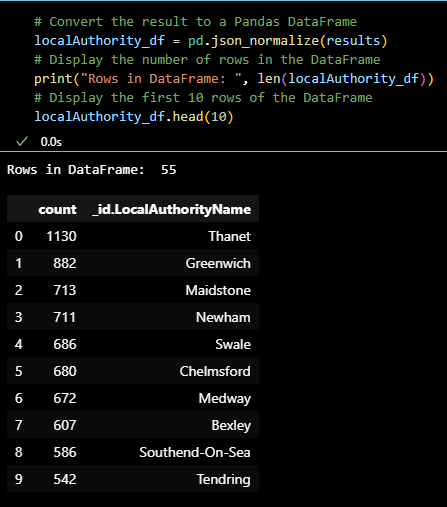 # Convert the result to a Pandas DataFrame
localAuthority_df = pd.json_normalize(results)
# Display the number of rows in the DataFrame
print("Rows in DataFrame: ", len(localAuthority_df))
# Display the first 10 rows of the DataFrame
localAuthority_df.head(10)
✓ 0.0s
Rows in DataFrame:  55
count _id.LocalAuthorityName
0 1130 Thanet
1 882 Greenwich
2 713 Maidstone
3 711 Newham
4 686 Swale
5 680 Chelmsford
6 672 Medway
7 607 Bexley
8 586 Southend-On-Sea
9 542 Tendring